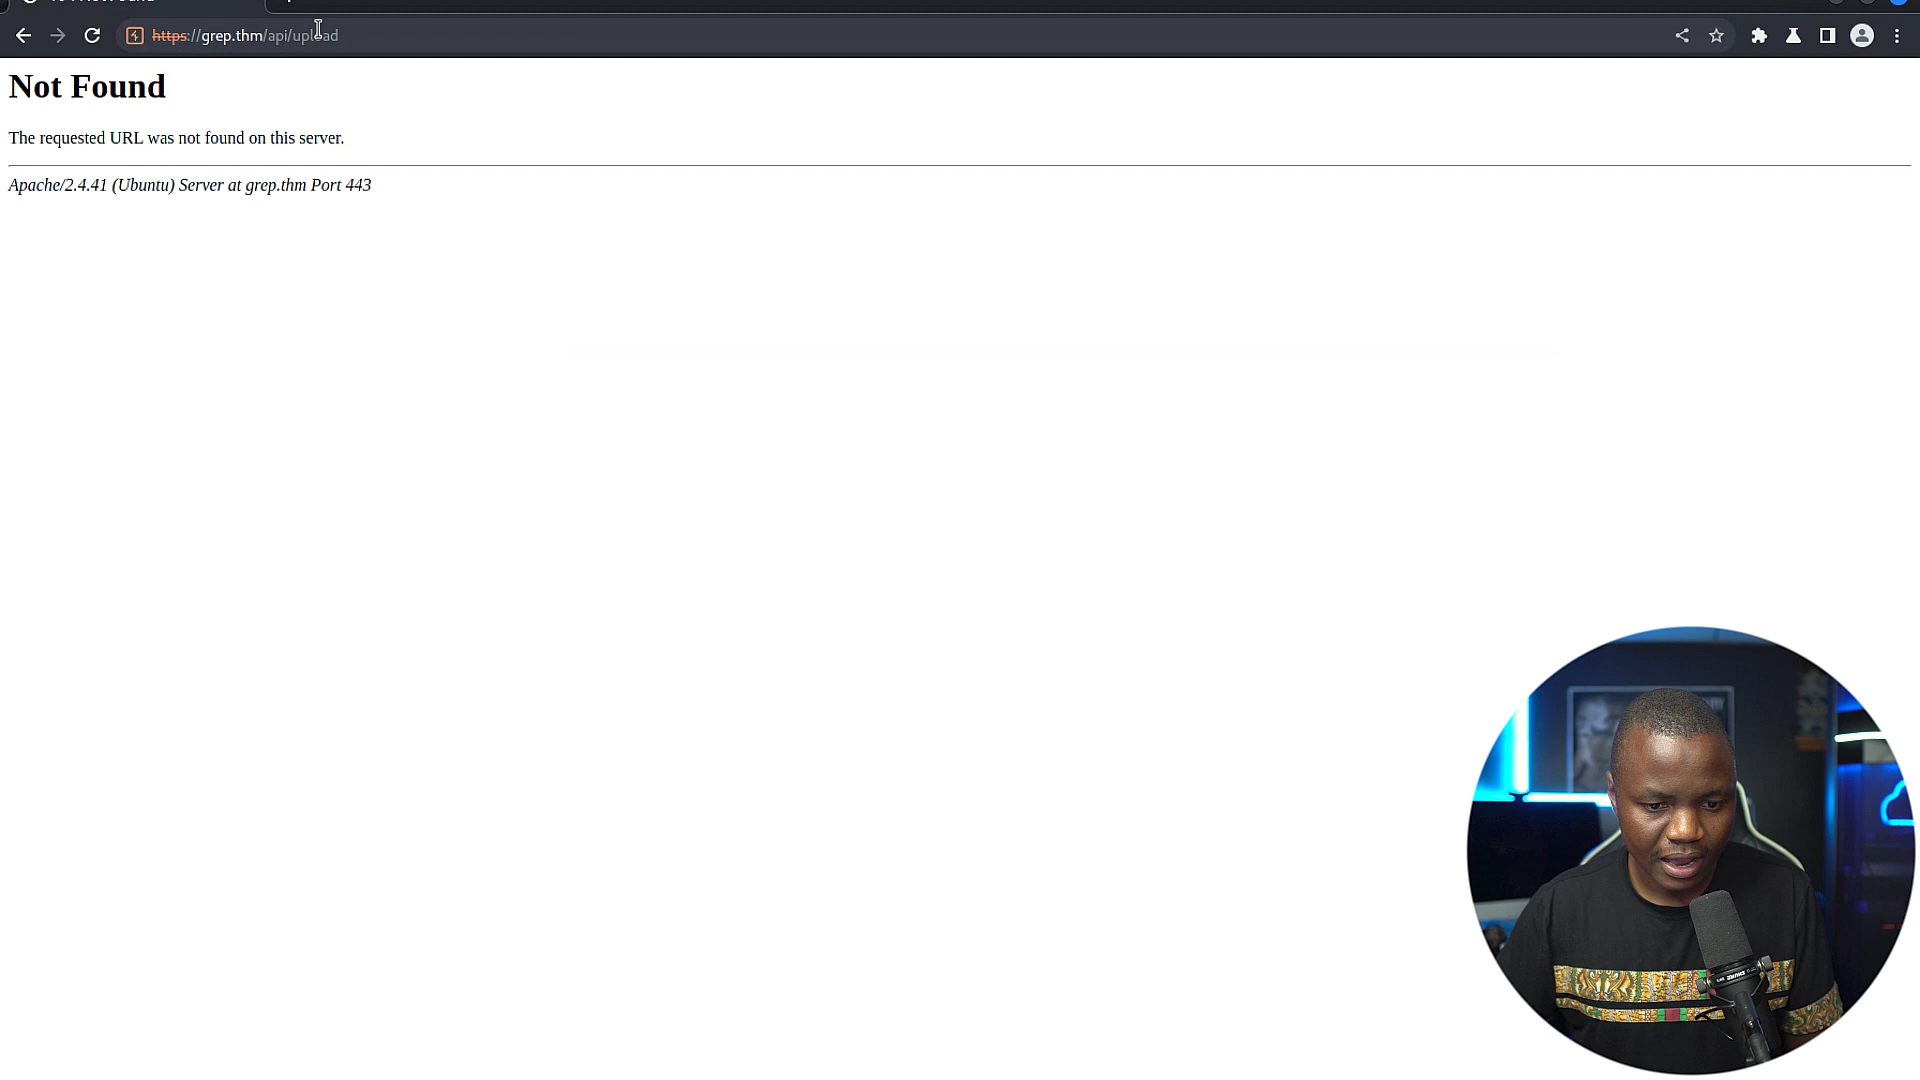 https://grep.thm/api/upload
Not Found
The requested URL was not found on this server.
Apache/2.4.41 (Ubuntu) Server at grep.thm Port 443